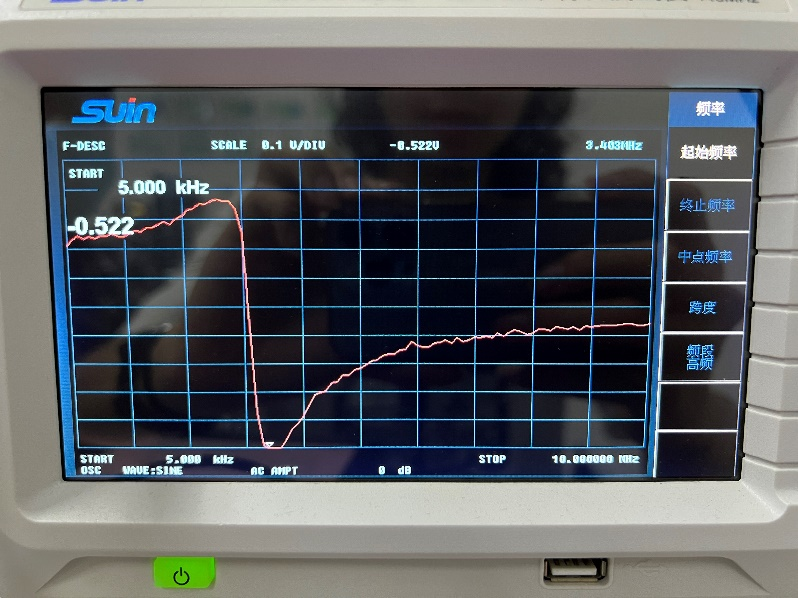 SUin
频率
F-DESC SCALE 0.1 V/DIV -0.522V 3.403MHz
起始频率
START
5.000 kHz
-0.522
终止频率
中点频率
跨度
频段
高频
START 5.000 kHz STOP 10.000000 MHz
OSC WAVE:SINE AC AMPT 0 dB